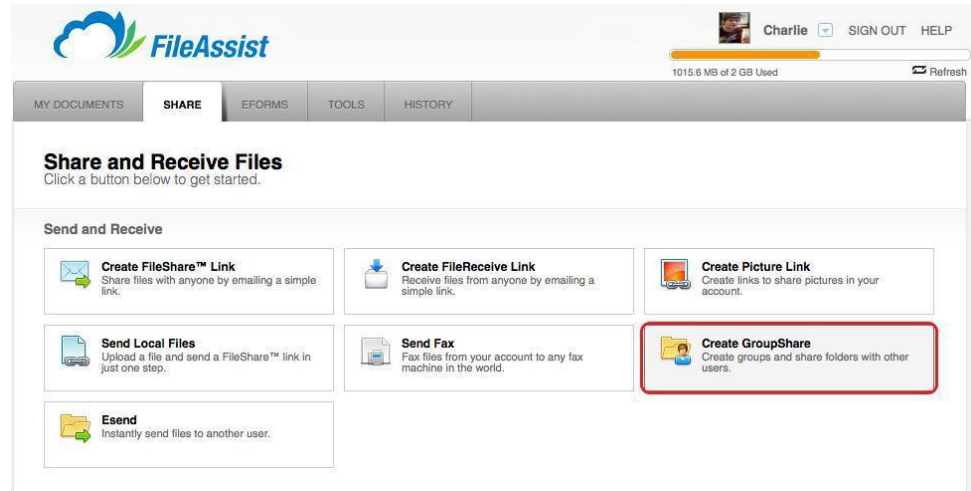 FileAssist
Charlie SIGN OUT HELP
1015.6 MB of 2 GB Used Refresh
MY DOCUMENTS SHARE EFORMS TOOLS HISTORY
Share and Receive Files
Click a button below to get started.
Send and Receive
Create FileShare™ Link
Share files with anyone by emailing a simple
link.
Create FileReceive Link
Receive files from anyone by emailing a
simple link.
Create Picture Link
Create links to share pictures in your
account.
Send Local Files
Upload a file and send a FileShare™ link in
just one step.
Send Fax
Fax files from your account to any fax
machine in the world.
Create GroupShare
Create groups and share folders with other
users.
Esend
Instantly send files to another user.